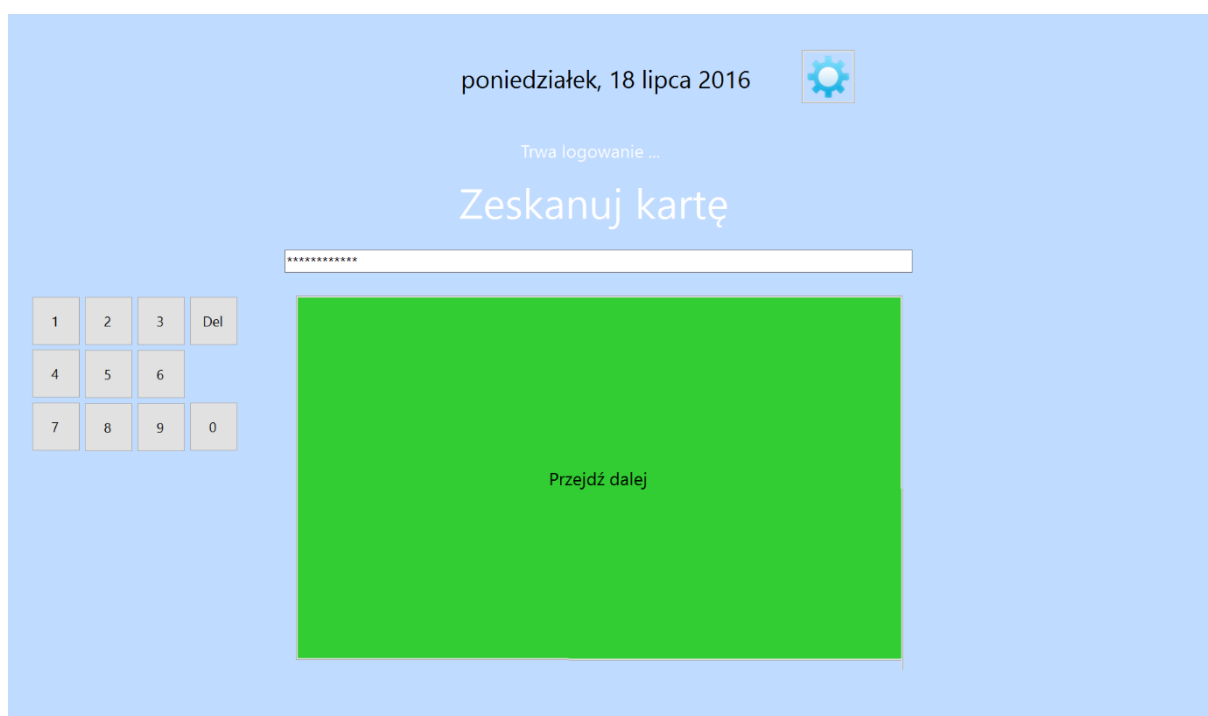 poniedziałek, 18 lipca 2016
Trwa logowanie ...
Zeskanuj kartę
************
1 2 3 Del
4 5 6
7 8 9 0
Przejdź dalej